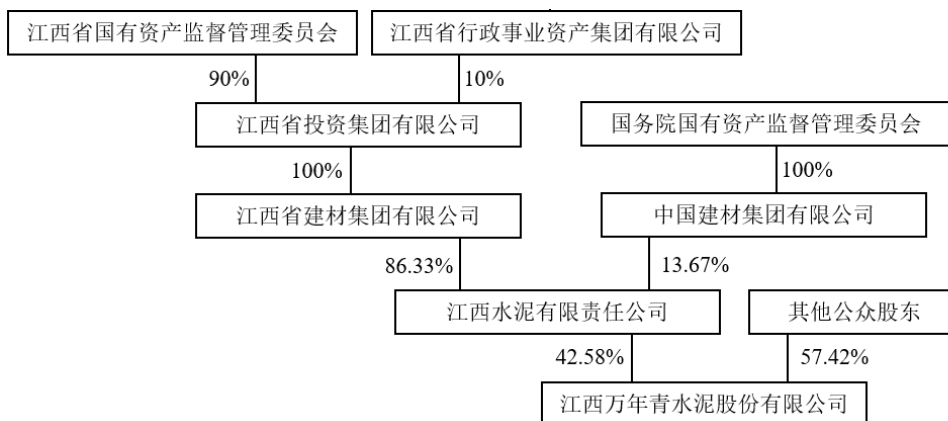 江西省国有资产监督管理委员会
江西省行政事业资产集团有限公司
90%
10%
江西省投资集团有限公司
国务院国有资产监督管理委员会
100%
100%
江西省建材集团有限公司
中国建材集团有限公司
86.33%
13.67%
江西水泥有限责任公司
其他公众股东
42.58%
57.42%
江西万年青水泥股份有限公司